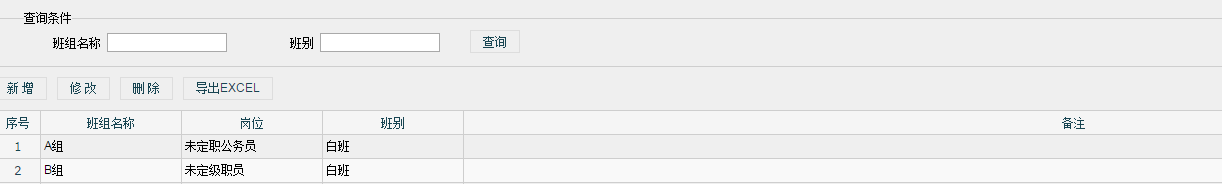 查询条件
班组名称 班别 查询
新增 修改 删除 导出EXCEL
序号 班组名称 岗位 班别 备注
1 A组 未定职公务员 白班
2 B组 未定级职员 白班